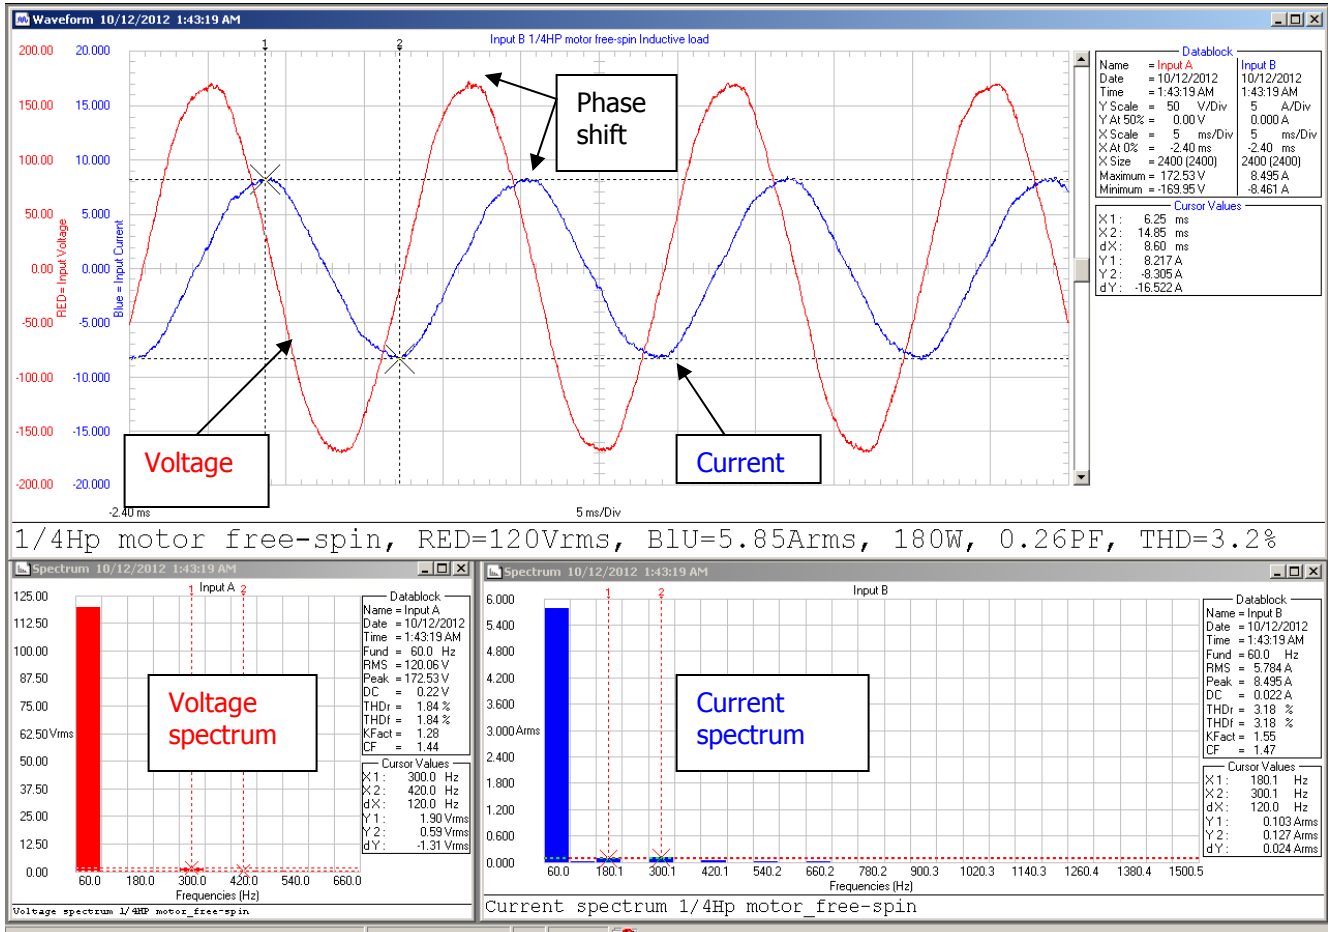 Waveform 10/12/2012 1:43:19 AM
1 2
Input B 1/4HP motor free-spin Inductive load
200.00 20.000
150.00 15.000
100.00 10.000
50.00 5.000
0.00 0.000
-50.00 -5.000
-100.00 -10.000
-150.00 -15.000
-200.00 -20.000
RED= Input Voltage
Blue = Input Current
Phase
shift
Voltage
Current
-2.40 ms
5 ms/Div
Datablock
Name = Input A Input B
Date = 10/12/2012 10/12/2012
Time = 1:43:19 AM 1:43:19 AM
Y Scale = 50 V/Div 5 A/Div
Y At 50% = 0.00 V 0.000 A
X Scale = 5 ms/Div 5 ms/Div
X At 0% = -2.40 ms -2.40 ms
X Size = 2400 (2400) 2400 (2400)
Maximum = 172.53 V 8.495 A
Minimum = -169.95 V -8.461 A
Cursor Values
X 1 : 6.25 ms
X 2 : 14.85 ms
dX : 8.60 ms
Y 1 : 8.217 A
Y 2 : -8.305 A
dY : -16.522 A
1/4Hp motor free-spin, RED=120Vrms, BlU=5.85Arms, 180W, 0.26PF, THD=3.2%
Spectrum 10/12/2012 1:43:19 AM
Input A
1 2
125.00
112.50
100.00
87.50
75.00
62.50 Vrms
50.00
37.50
25.00
12.50
0.00
Voltage
spectrum
60.0 180.0 300.0 420.0 540.0 660.0
Frequencies (Hz)
Datablock
Name = Input A
Date = 10/12/2012
Time = 1:43:19 AM
Fund = 60.0 Hz
RMS = 120.06 V
Peak = 172.53 V
DC = 0.22 V
THDr = 1.84 %
THDf = 1.84 %
KFact = 1.28
CF = 1.44
Cursor Values
X 1 : 300.0 Hz
X 2 : 420.0 Hz
dX : 120.0 Hz
Y 1 : 1.90 Vrms
Y 2 : 0.59 Vrms
dY : -1.31 Vrms
Voltage spectrum 1/4HP motor_free-spin
Spectrum 10/12/2012 1:43:19 AM
Input B
1 2
6.000
5.400
4.800
4.200
3.600
3.000 Arms
2.400
1.800
1.200
0.600
0.000
Current
spectrum
60.0 180.1 300.1 420.1 540.2 660.2 780.2 900.3 1020.3 1140.3 1260.4 1380.4 1500.5
Frequencies (Hz)
Datablock
Name = Input B
Date = 10/12/2012
Time = 1:43:19 AM
Fund = 60.0 Hz
RMS = 5.784 A
Peak = 8.495 A
DC = 0.022 A
THDr = 3.18 %
THDf = 3.18 %
KFact = 1.55
CF = 1.47
Cursor Values
X 1 : 180.1 Hz
X 2 : 300.1 Hz
dX : 120.0 Hz
Y 1 : 0.103 Arms
Y 2 : 0.127 Arms
dY : 0.024 Arms
Current spectrum 1/4Hp motor_free-spin